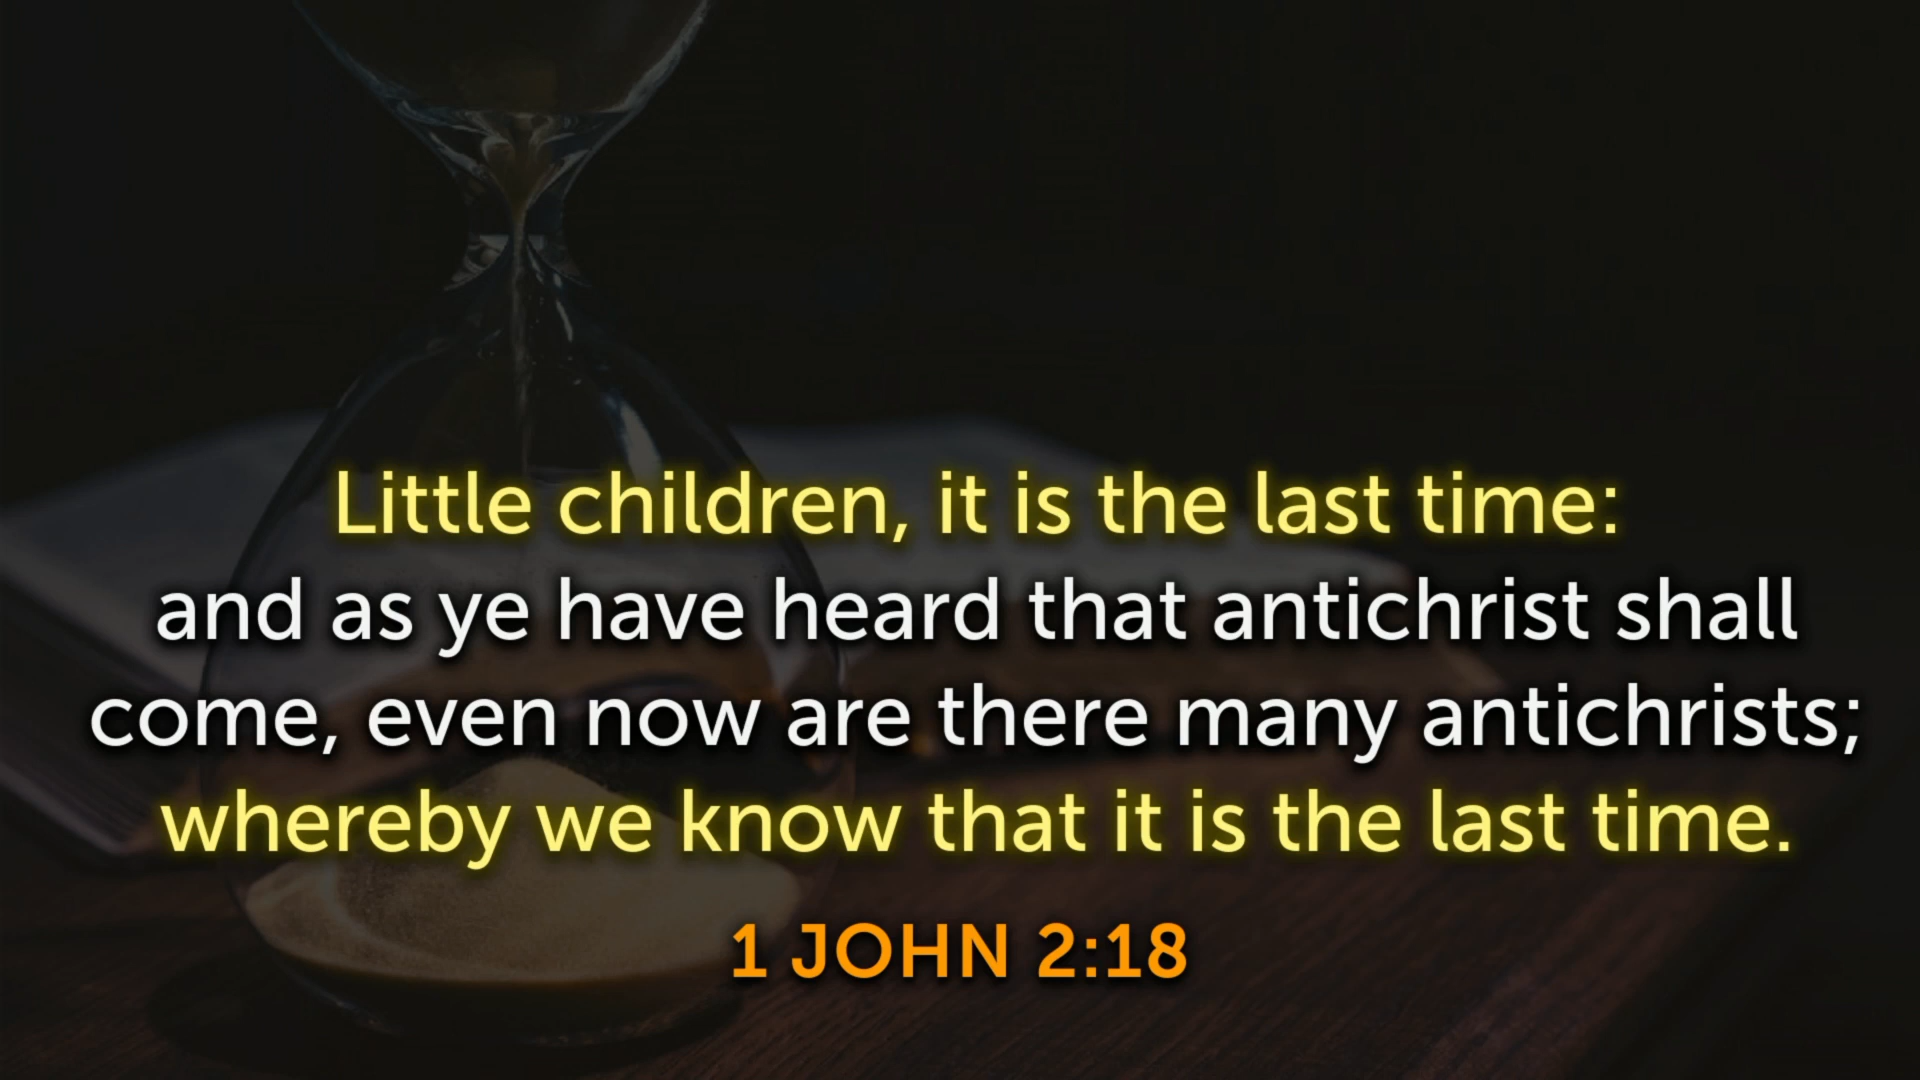 Little children, it is the last time:
and as ye have heard that antichrist shall
come, even now are there many antichrists;
whereby we know that it is the last time.
1 JOHN 2:18